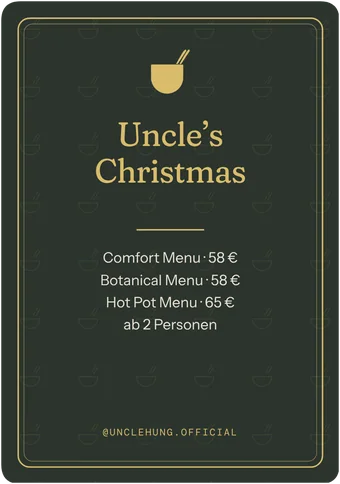 Uncle’s
Christmas
Comfort Menu · 58 €
Botanical Menu · 58 €
Hot Pot Menu · 65 €
ab 2 Personen
@UNCLEHUNG.OFFICIAL